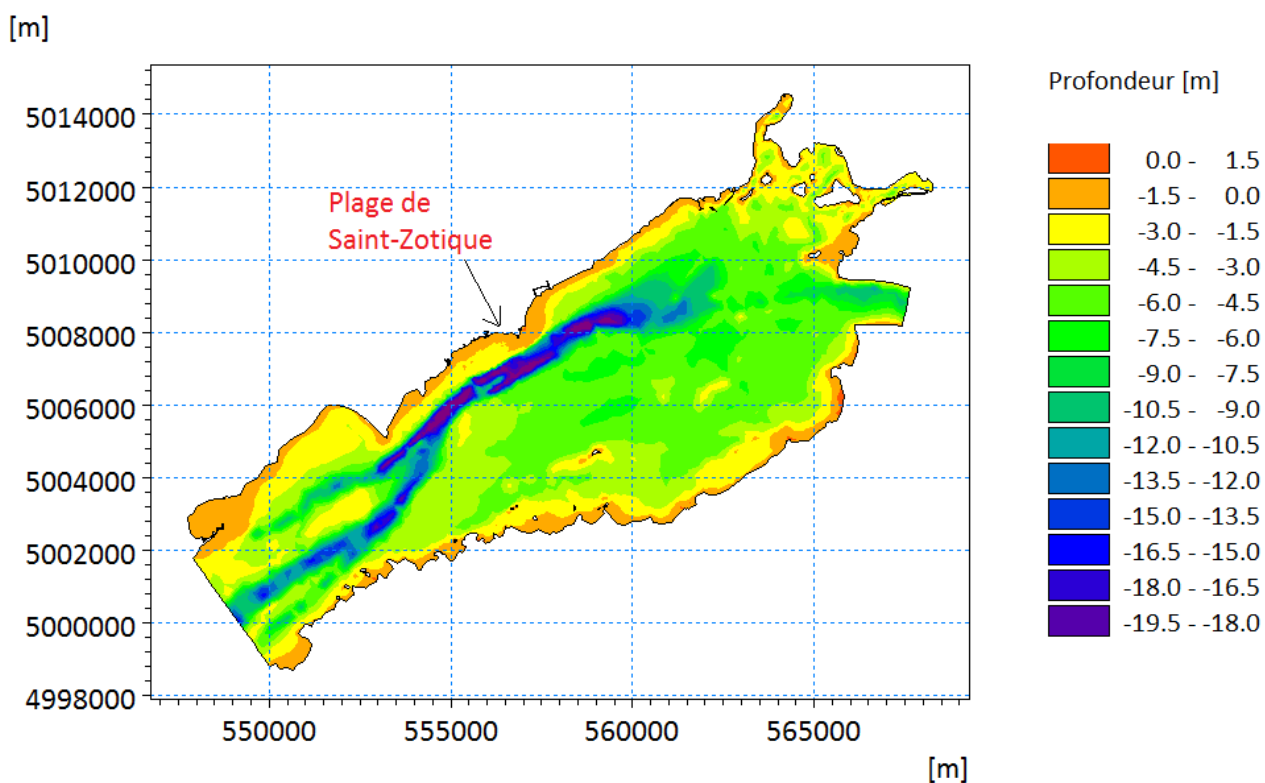 [m]
Profondeur [m]
5014000
5012000
5010000
5008000
5006000
5004000
5002000
5000000
4998000
Plage de
Saint-Zotique
0.0 - 1.5
-1.5 - 0.0
-3.0 - -1.5
-4.5 - -3.0
-6.0 - -4.5
-7.5 - -6.0
-9.0 - -7.5
-10.5 - -9.0
-12.0 - -10.5
-13.5 - -12.0
-15.0 - -13.5
-16.5 - -15.0
-18.0 - -16.5
-19.5 - -18.0
550000 555000 560000 565000
[m]